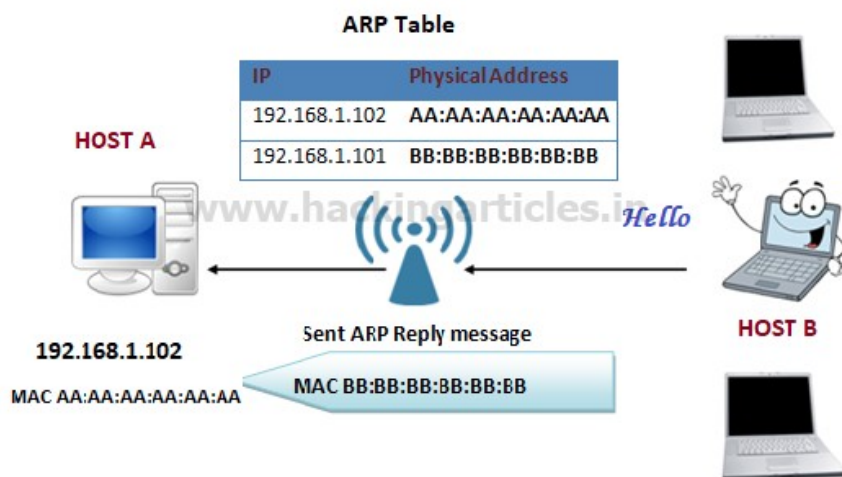 ARP Table
IP Physical Address
192.168.1.102 AA:AA:AA:AA:AA:AA
192.168.1.101 BB:BB:BB:BB:BB:BB
HOST A
www.hackingarticles.in
Hello
HOST B
Sent ARP Reply message
192.168.1.102
MAC BB:BB:BB:BB:BB:BB
MAC AA:AA:AA:AA:AA:AA